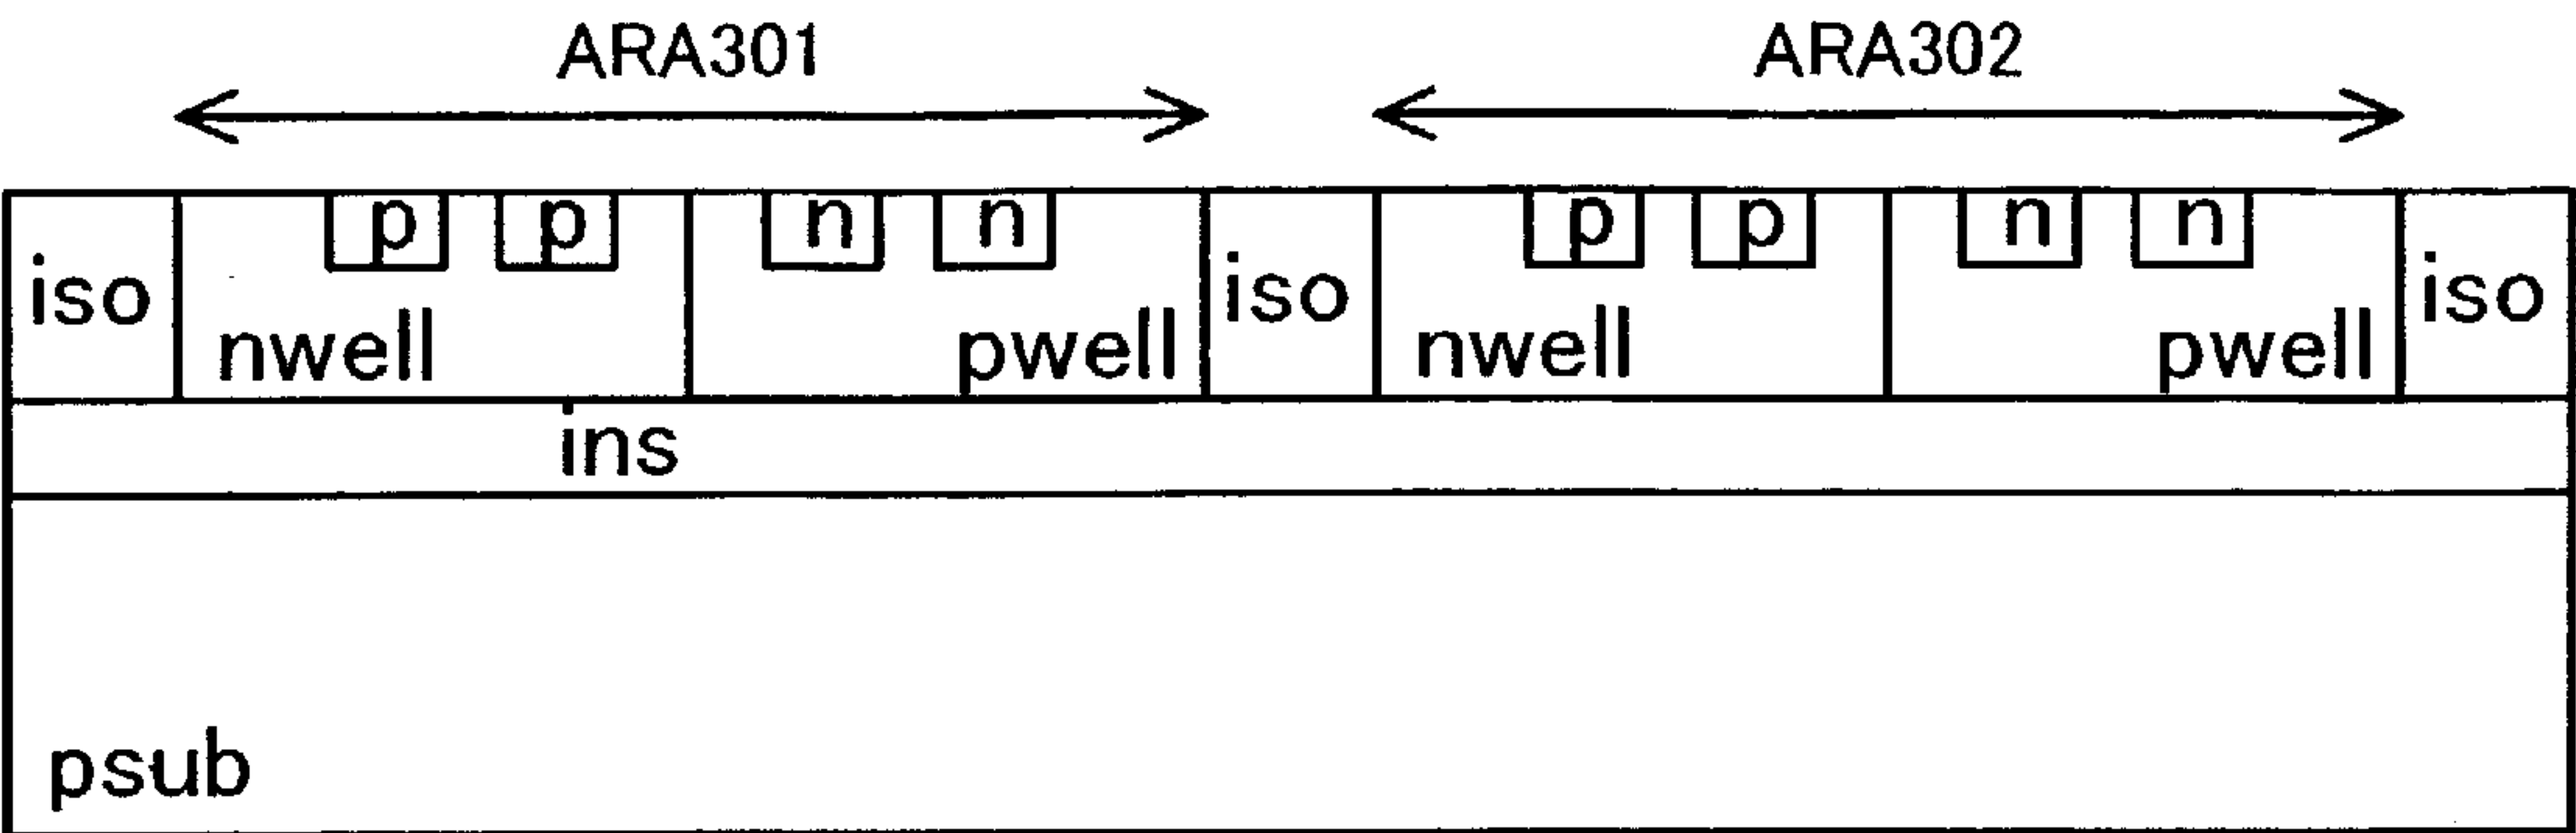 ARA301 ARA302
p p n n p p n n
iso iso iso
nwell pwell nwell pwell
ins
psub